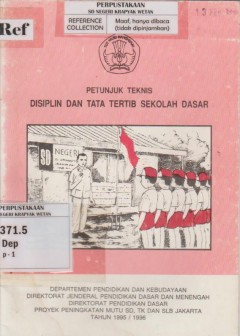 PERPUSTAKAAN
SD NEGERI KRAPYAK WETAN
REFERENCE COLLECTION
Maaf, hanya dibaca
(tidak dipinjamkan)
Ref
PETUNJUK TEKNIS
DISIPLIN DAN TATA TERTIB SEKOLAH DASAR
SD NEGERI
PERPUSTAKAAN
SD NEGERI KRAPYAK WETAN
371.5
Dep
p - 1
DEPARTEMEN PENDIDIKAN DAN KEBUDAYAAN
DIREKTORAT JENDERAL PENDIDIKAN DASAR DAN MENENGAH
DIREKTORAT PENDIDIKAN DASAR
PROYEK PENINGKATAN MUTU SD, TK DAN SLB JAKARTA
TAHUN 1995 / 1996